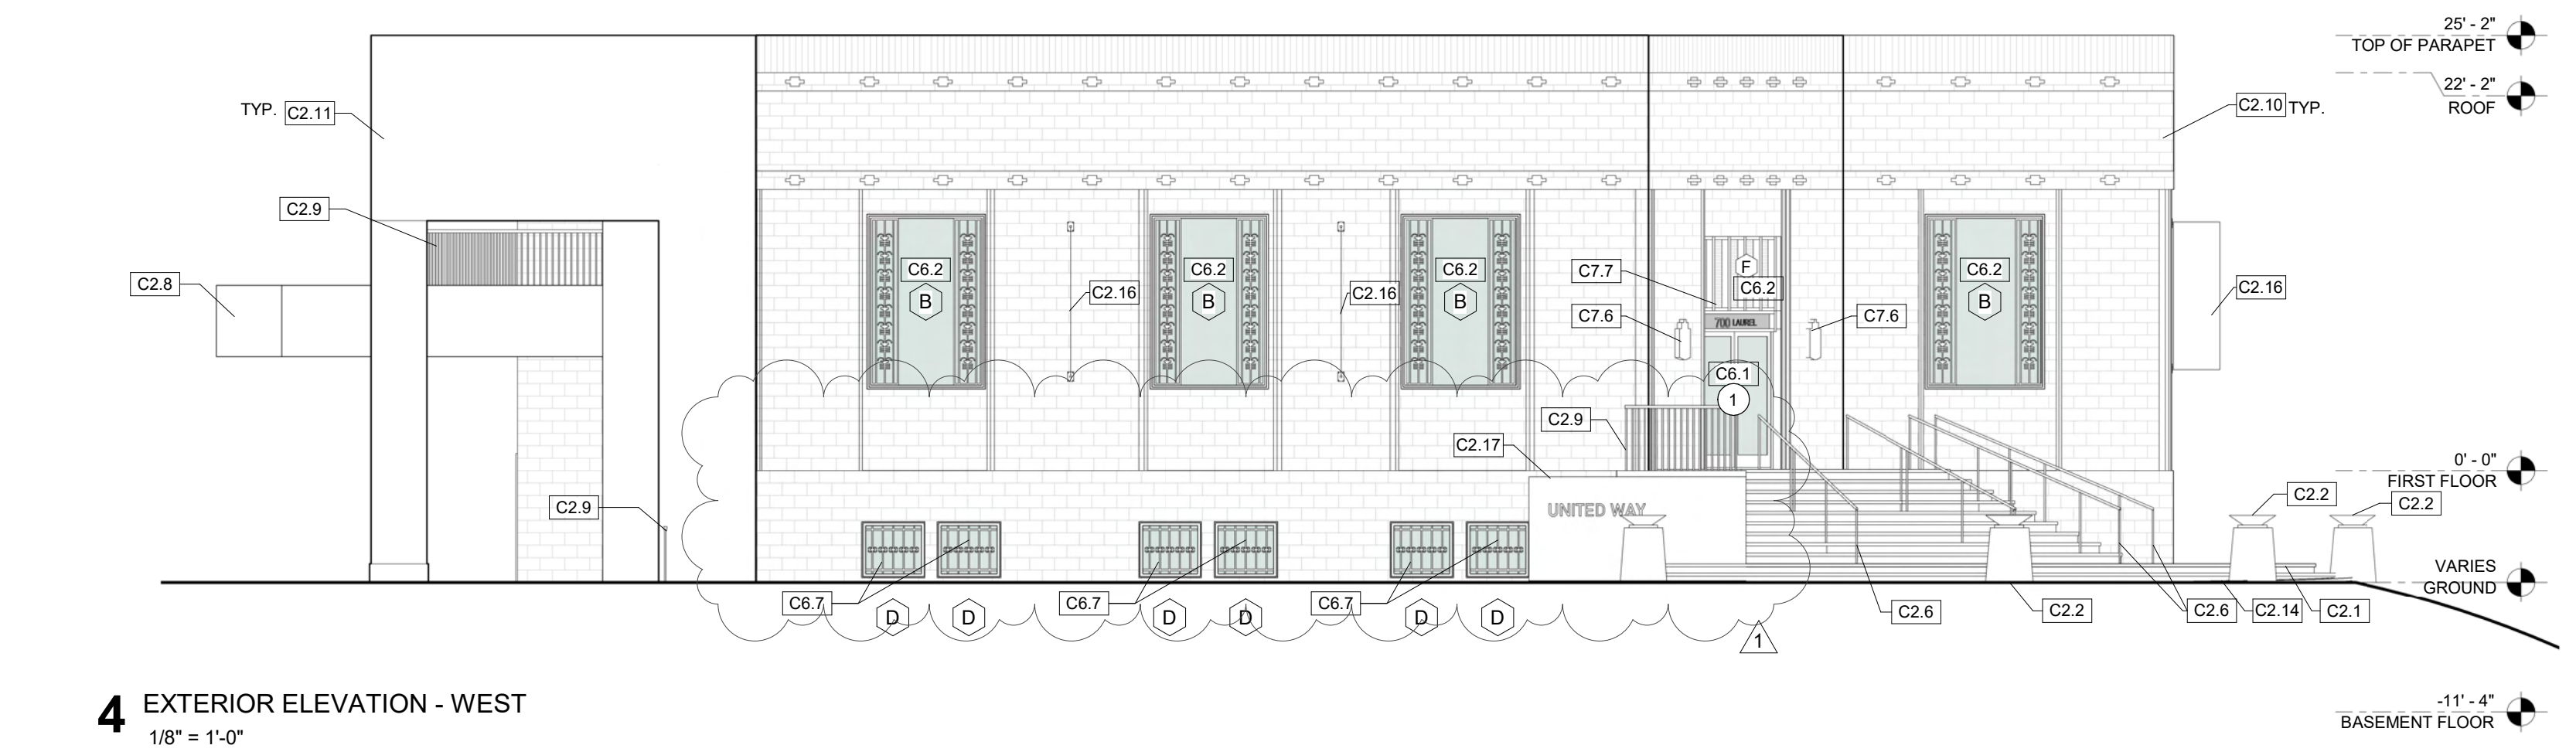 25' - 2"
TOP OF PARAPET
22' - 2"
ROOF
TYP. C2.11
C2.10 TYP.
C2.9
C2.8
C6.2
B
C2.16
C6.2
B
C2.16
C6.2
B
C7.7
C7.6
F
C6.2
700 LAUREL
C7.6
C6.2
B
C2.16
C6.1
1
C2.9
C2.17
0' - 0"
FIRST FLOOR
C2.9
UNITED WAY
C2.2
C2.2
VARIES
GROUND
C6.7
D
D
C6.7
D
D
C6.7
D
D
C2.6
C2.2
C2.6
C2.14
C2.1
1
4 EXTERIOR ELEVATION - WEST
1/8" = 1'-0"
-11' - 4"
BASEMENT FLOOR